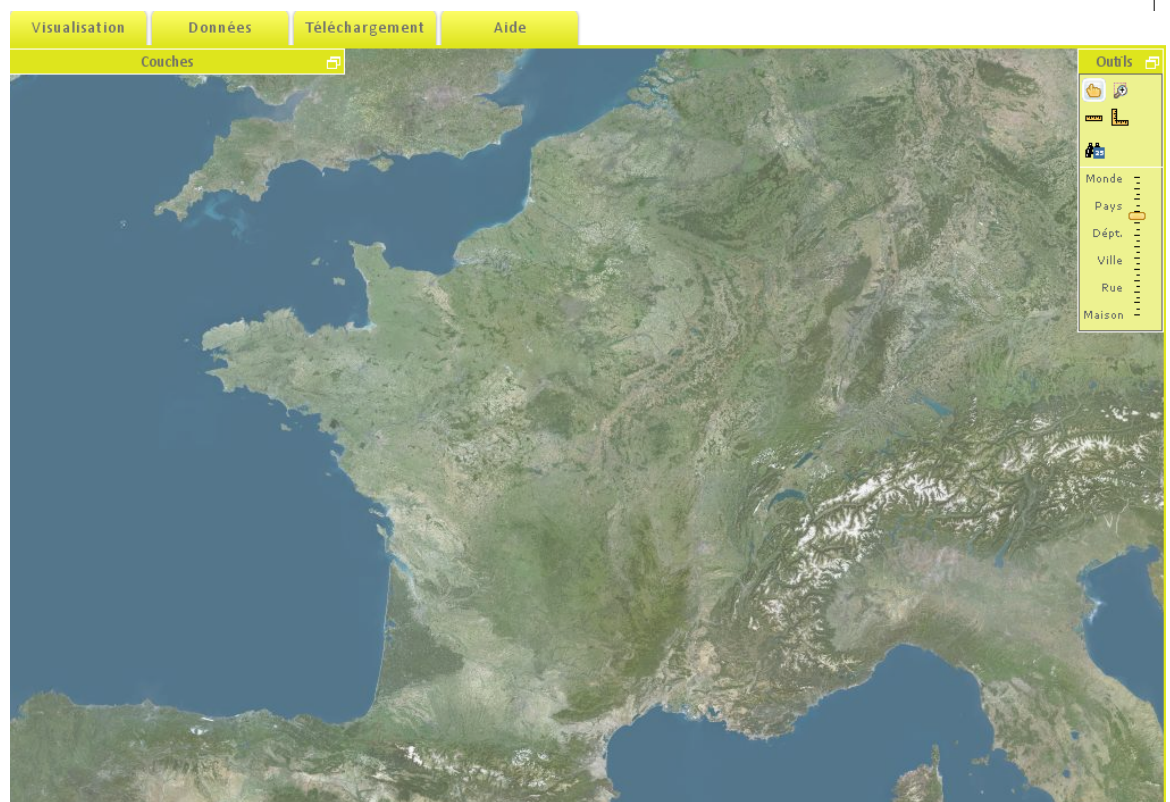 Visualisation Données Téléchargement Aide
Couches
Outils
Monde
Pays
Dépt.
Ville
Rue
Maison